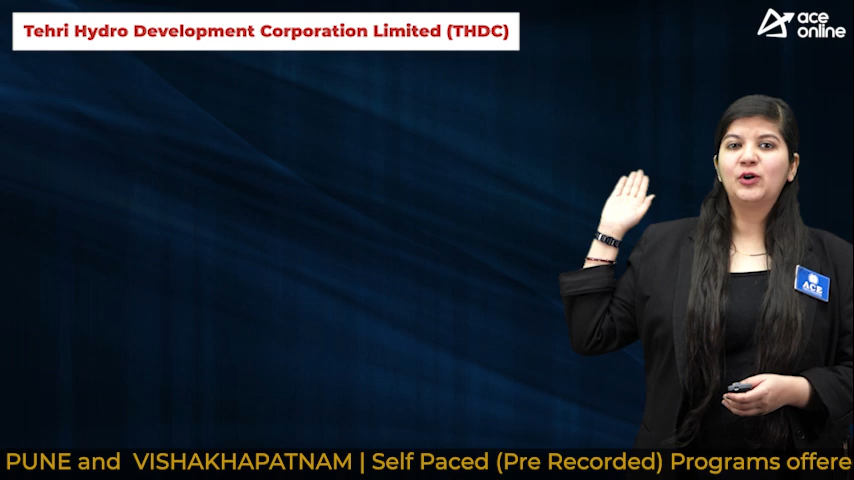 Tehri Hydro Development Corporation Limited (THDC)
ace
online
ACE
PUNE and VISHAKHAPATNAM | Self Paced (Pre Recorded) Programs offere